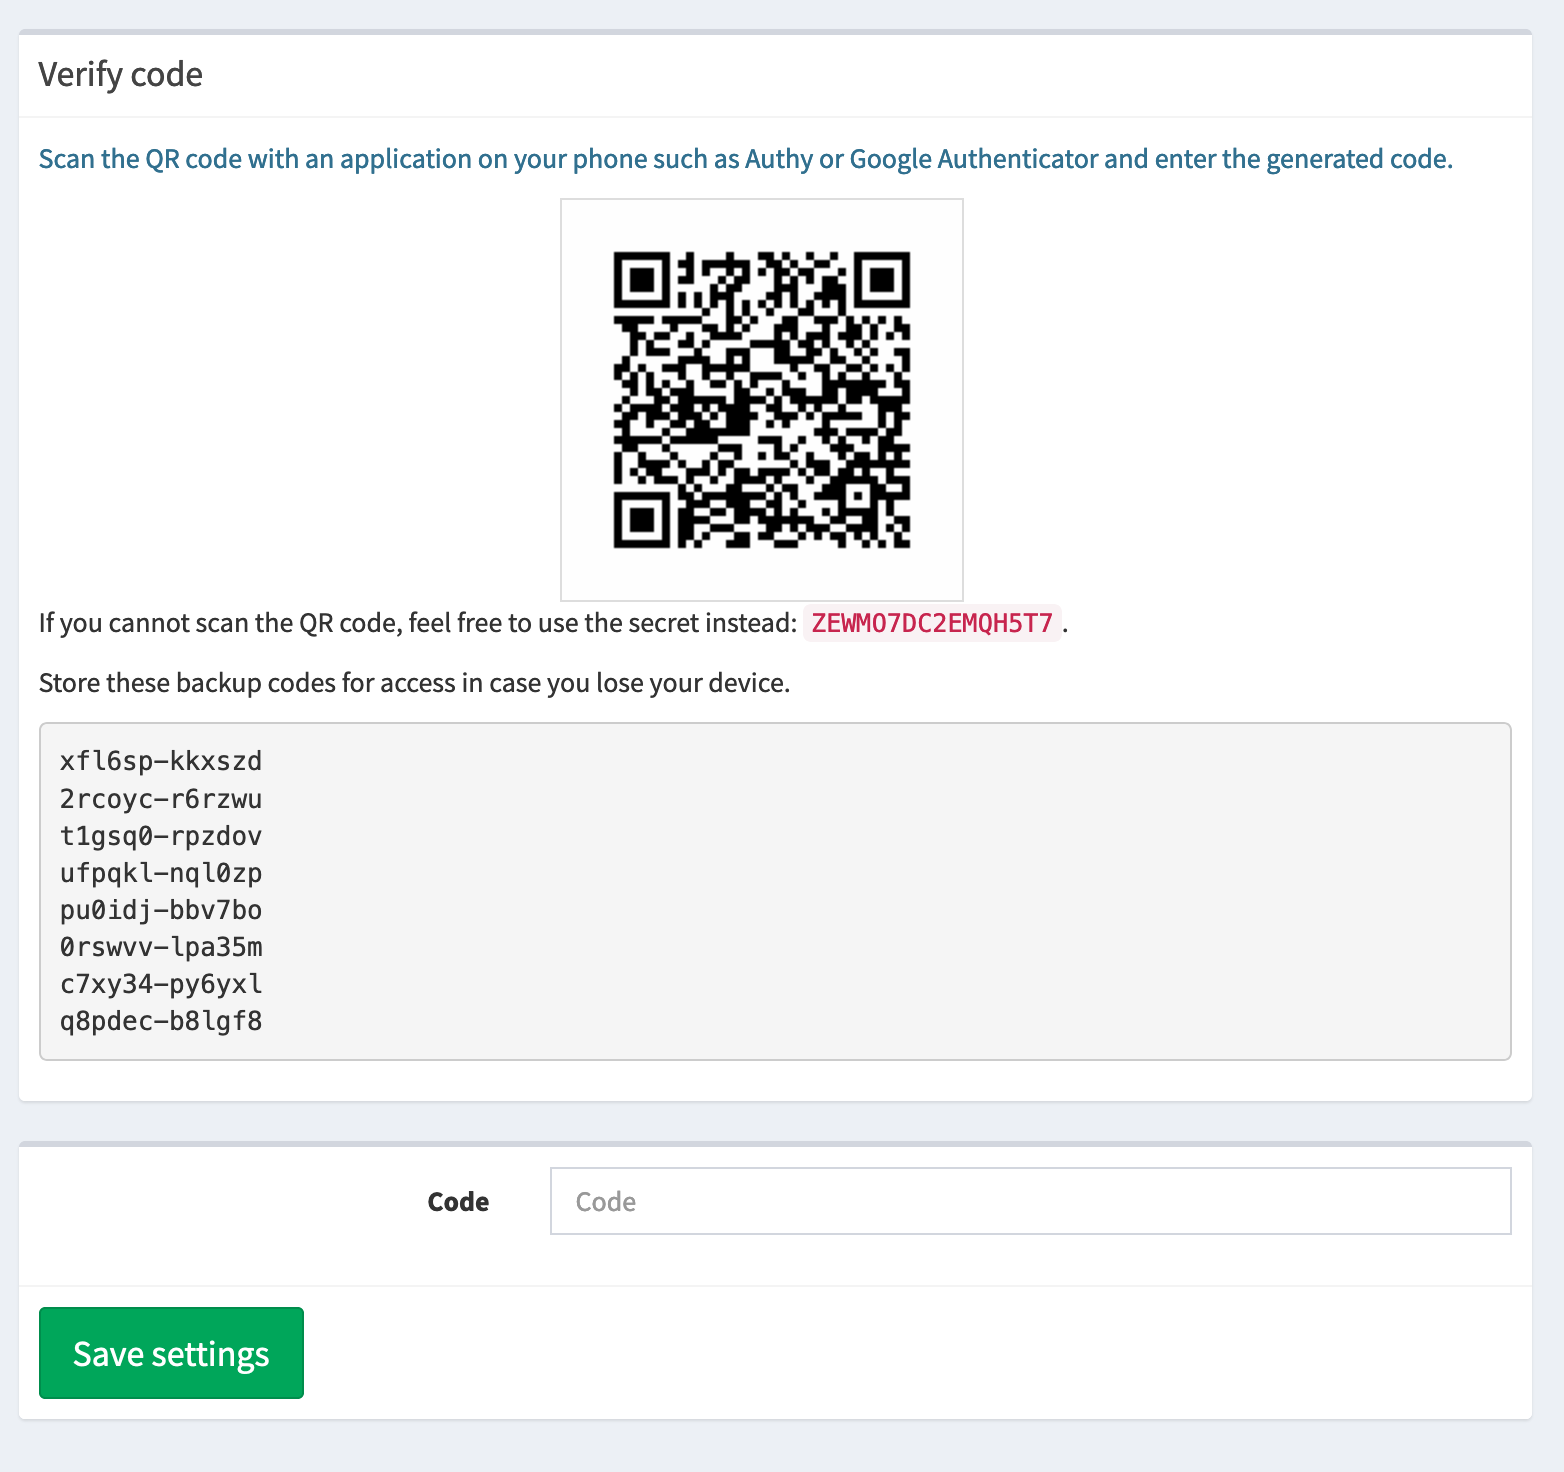 Verify code
Scan the QR code with an application on your phone such as Authy or Google Authenticator and enter the generated code.
If you cannot scan the QR code, feel free to use the secret instead: ZEWMO7DC2EMQH5T7.
Store these backup codes for access in case you lose your device.
xfl6sp-kkxszd
2rcoyc-r6rzwu
t1gsq0-rpzdov
ufpqkl-nql0zp
pu0idj-bbv7bo
0rswvv-lpa35m
c7xy34-py6yxl
q8pdec-b8lgf8
Code Code
Save settings